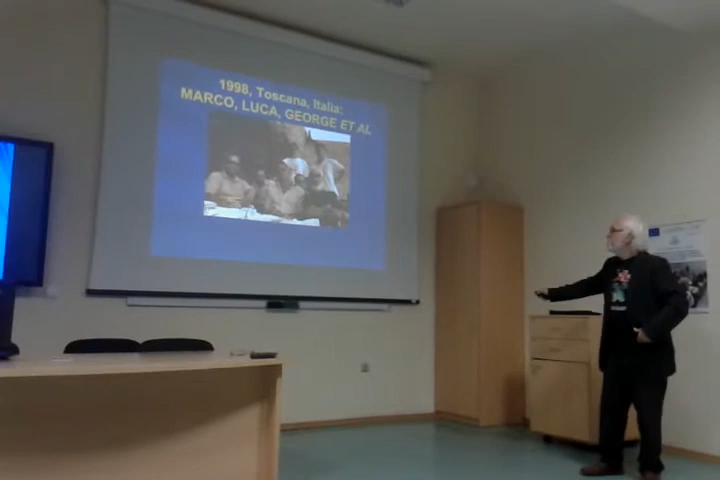 1998, Toscana, Italia:
MARCO, LUCA, GEORGE ET AL.